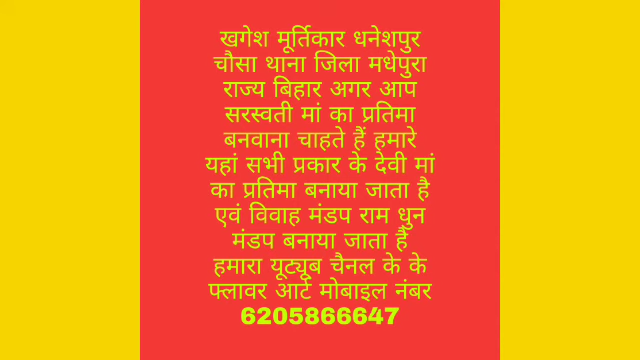 खगेश मूर्तिकार धनेशपुर
चौसा थाना जिला मधेपुरा
राज्य बिहार अगर आप
सरस्वती मां का प्रतिमा
बनवाना चाहते हैं हमारे
यहां सभी प्रकार के देवी मां
का प्रतिमा बनाया जाता है
एवं विवाह मंडप राम धुन
मंडप बनाया जाता है
हमारा यूट्यूब चैनल के के
फ्लावर आर्ट मोबाइल नंबर
6205866647